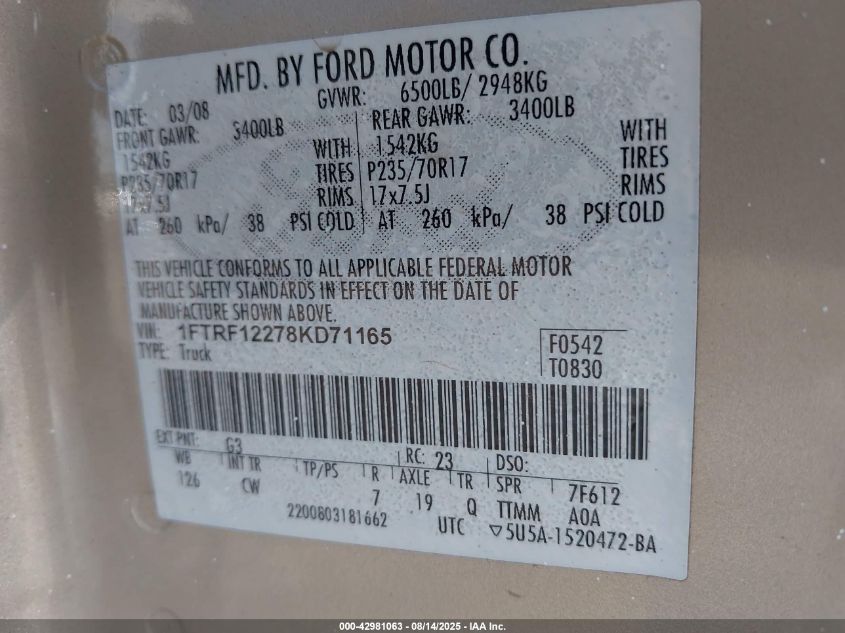 MFD. BY FORD MOTOR CO.
DATE: 03/08 GVWR: 6500LB/ 2948KG
FRONT GAWR: 3400LB REAR GAWR: 3400LB
1542KG WITH 1542KG WITH
P235/70R17 TIRES P235/70R17 TIRES
17x7.5J RIMS 17x7.5J RIMS
AT 260 kPa/ 38 PSI COLD AT 260 kPa/ 38 PSI COLD
THIS VEHICLE CONFORMS TO ALL APPLICABLE FEDERAL MOTOR
VEHICLE SAFETY STANDARDS IN EFFECT ON THE DATE OF
MANUFACTURE SHOWN ABOVE.
VIN: 1FTRF12278KD71165 F0542
TYPE: Truck T0830
EXT PNT: G3 RC: 23 DSO:
WB INT TR TP/PS R AXLE TR SPR 7F612
126 CW 7 19 Q TTMM A0A
2200803181662 UTC ▽5U5A-1520472-BA
000-42981063 - 08/14/2025 - IAA Inc.